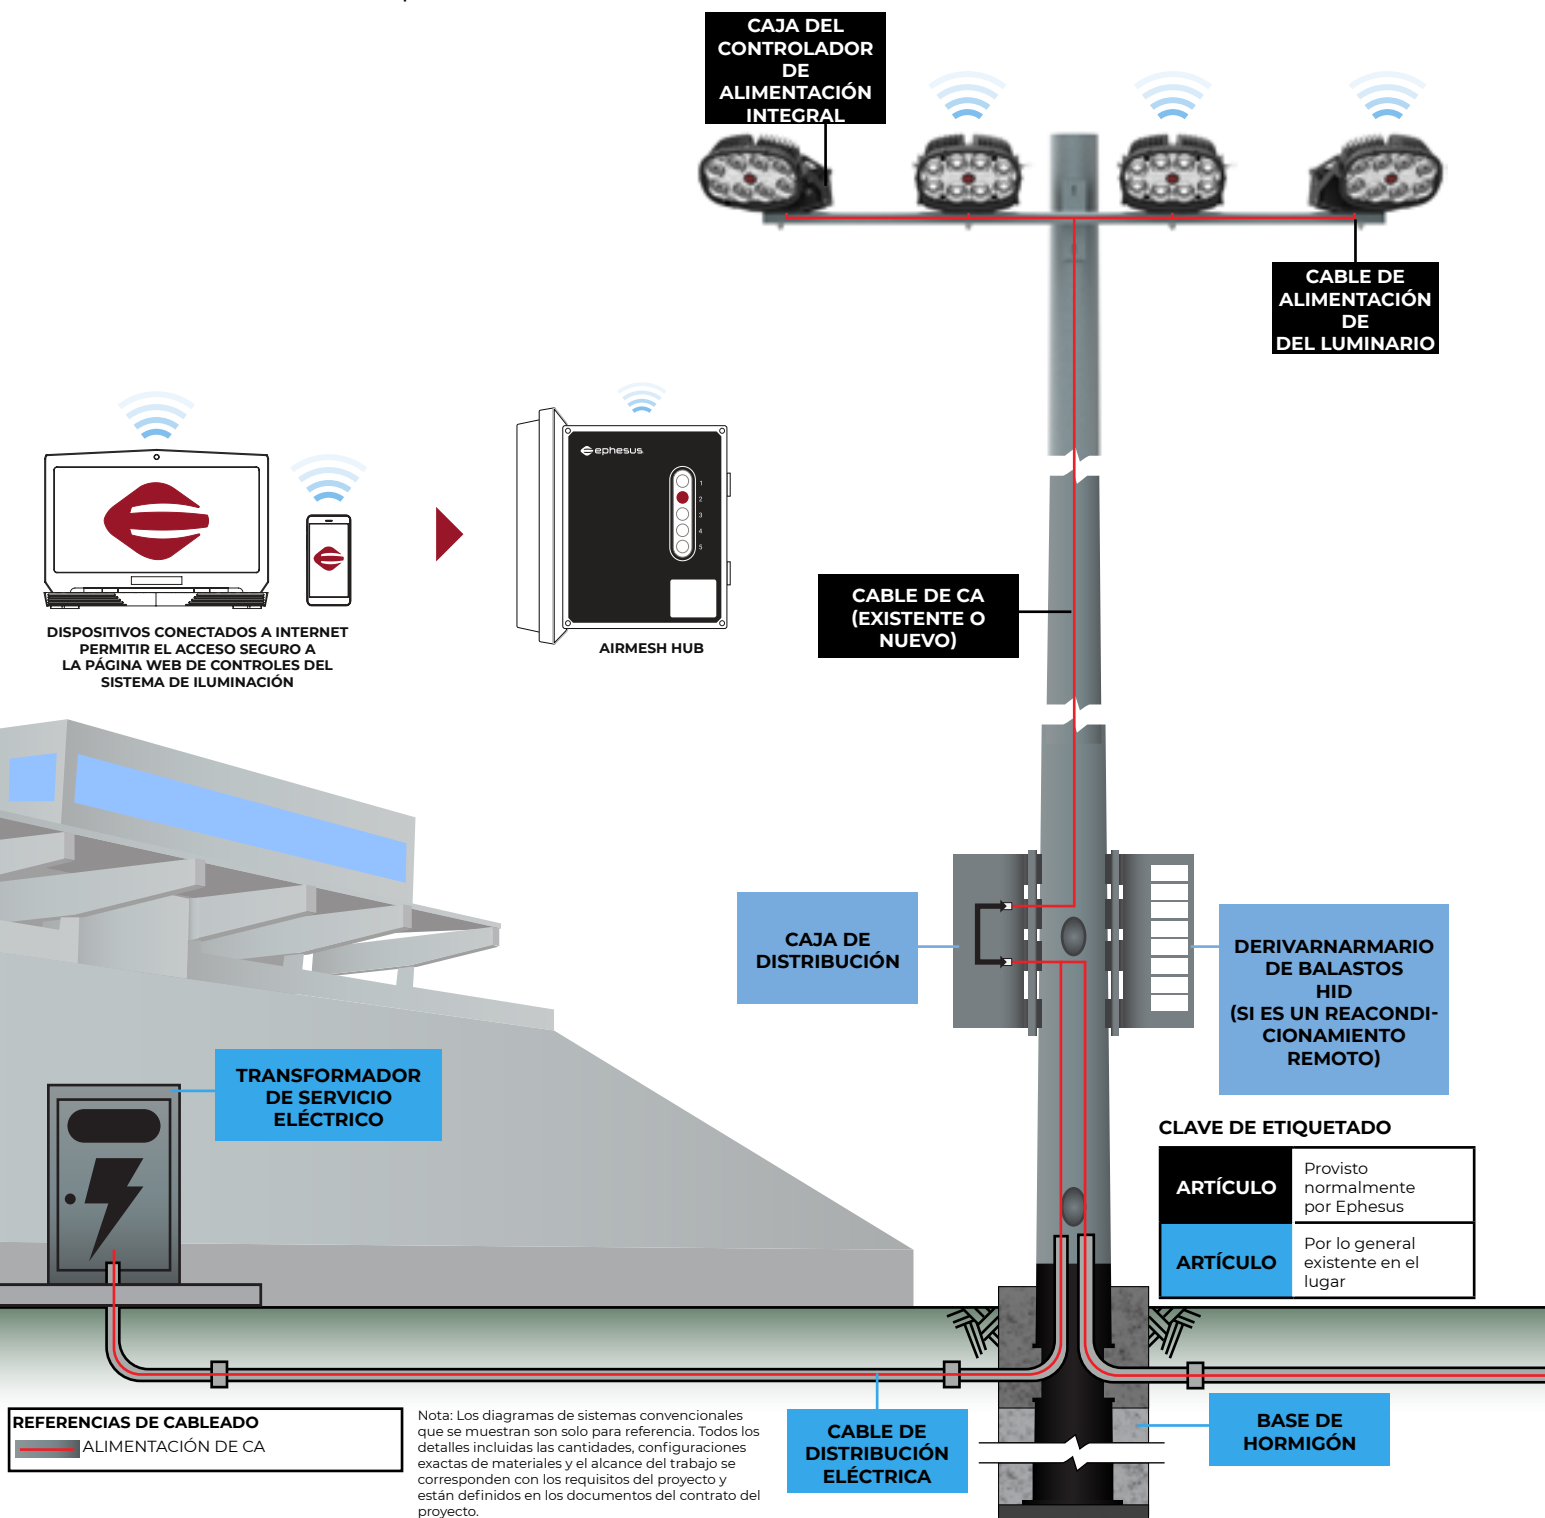 CAJA DEL
CONTROLADOR
DE
ALIMENTACIÓN
INTEGRAL
CABLE DE
ALIMENTACIÓN
DE
DEL LUMINARIO
ephesus
1
2
3
4
5
DISPOSITIVOS CONECTADOS A INTERNET
PERMITIR EL ACCESO SEGURO A
LA PÁGINA WEB DE CONTROLES DEL
SISTEMA DE ILUMINACIÓN
AIRMESH HUB
CABLE DE CA
(EXISTENTE O
NUEVO)
CAJA DE
DISTRIBUCIÓN
DERIVARNARMARIO
DE BALASTOS
HID
(SI ES UN REACONDI-
CIONAMIENTO
REMOTO)
TRANSFORMADOR
DE SERVICIO
ELÉCTRICO
CLAVE DE ETIQUETADO
ARTÍCULO
Provisto
normalmente
por Ephesus
ARTÍCULO
Por lo general
existente en el
lugar
REFERENCIAS DE CABLEADO
ALIMENTACIÓN DE CA
Nota: Los diagramas de sistemas convencionales
que se muestran son solo para referencia. Todos los
detalles incluidas las cantidades, configuraciones
exactas de materiales y el alcance del trabajo se
corresponden con los requisitos del proyecto y
están definidos en los documentos del contrato del
proyecto.
CABLE DE
DISTRIBUCIÓN
ELÉCTRICA
BASE DE
HORMIGÓN